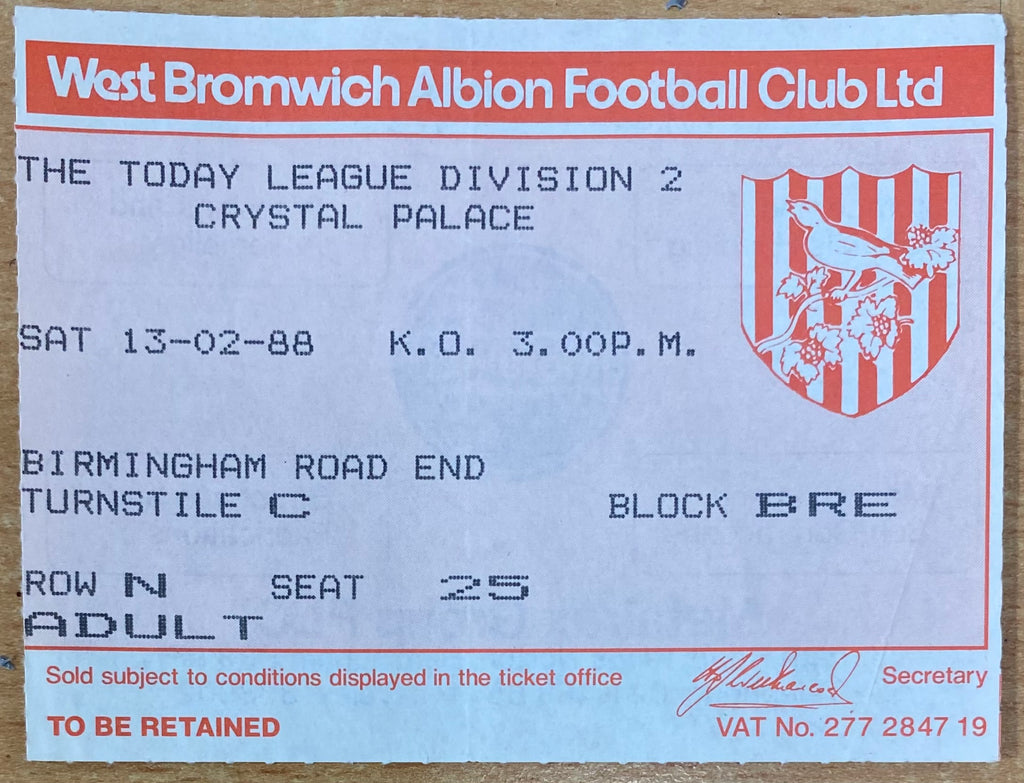 West Bromwich Albion Football Club Ltd
THE TODAY LEAGUE DIVISION 2
CRYSTAL PALACE
SAT 13-02-88 K.O. 3.00P.M.
BIRMINGHAM ROAD END
TURNSTILE C BLOCK BRE
ROW N SEAT 25
ADULT
Sold subject to conditions displayed in the ticket office
Secretary
TO BE RETAINED
VAT No. 277 2847 19